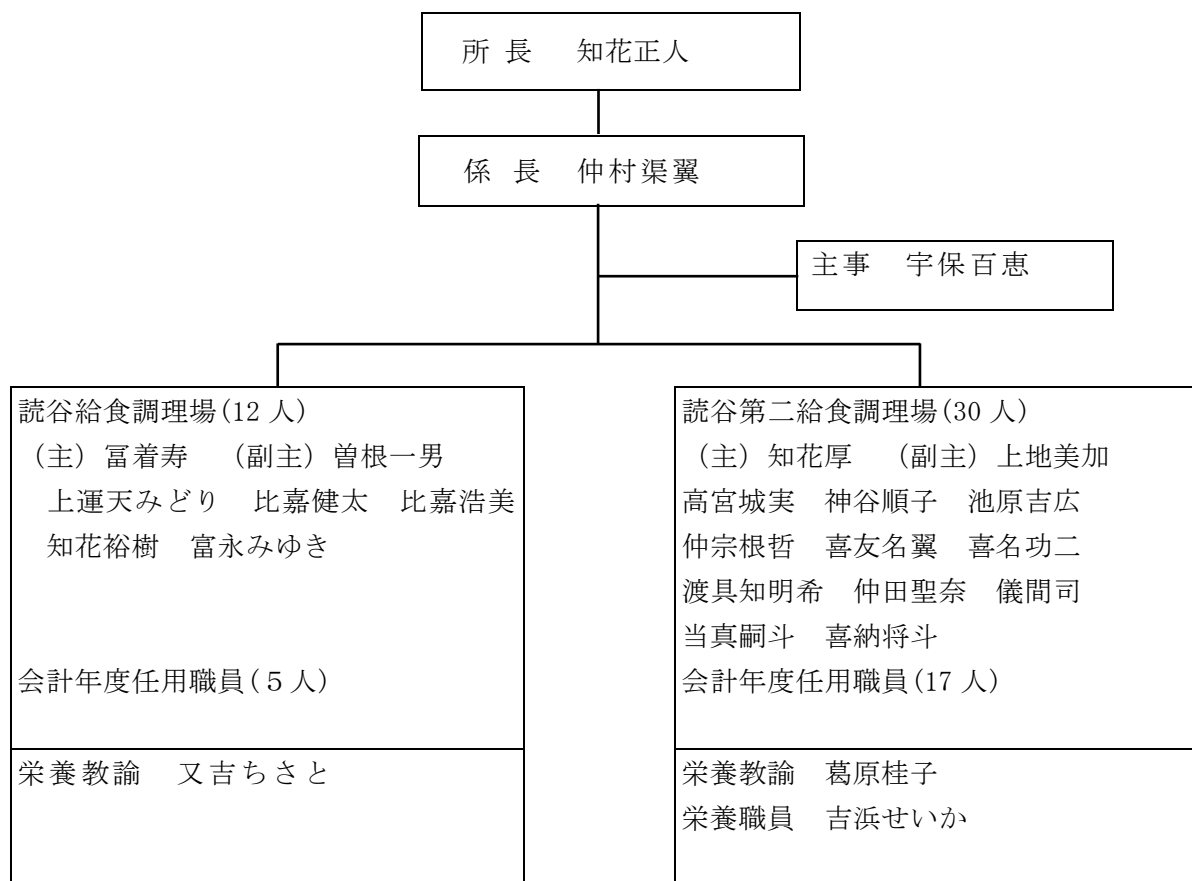 所 長　知花正人
係 長　仲村渠翼
主事　宇保百恵
読谷給食調理場(12 人)
（主）冨着寿　（副主）曽根一男
上運天みどり　比嘉健太　比嘉浩美
知花裕樹　富永みゆき
会計年度任用職員(５人)
栄養教諭　又吉ちさと
読谷第二給食調理場(30 人)
（主）知花厚　（副主）上地美加
高宮城実　神谷順子　池原吉広
仲宗根哲　喜友名翼　喜名功二
渡具知明希　仲田聖奈　儀間司
当真嗣斗　喜納将斗
会計年度任用職員(17 人)
栄養教諭　葛原桂子
栄養職員　吉浜せいか